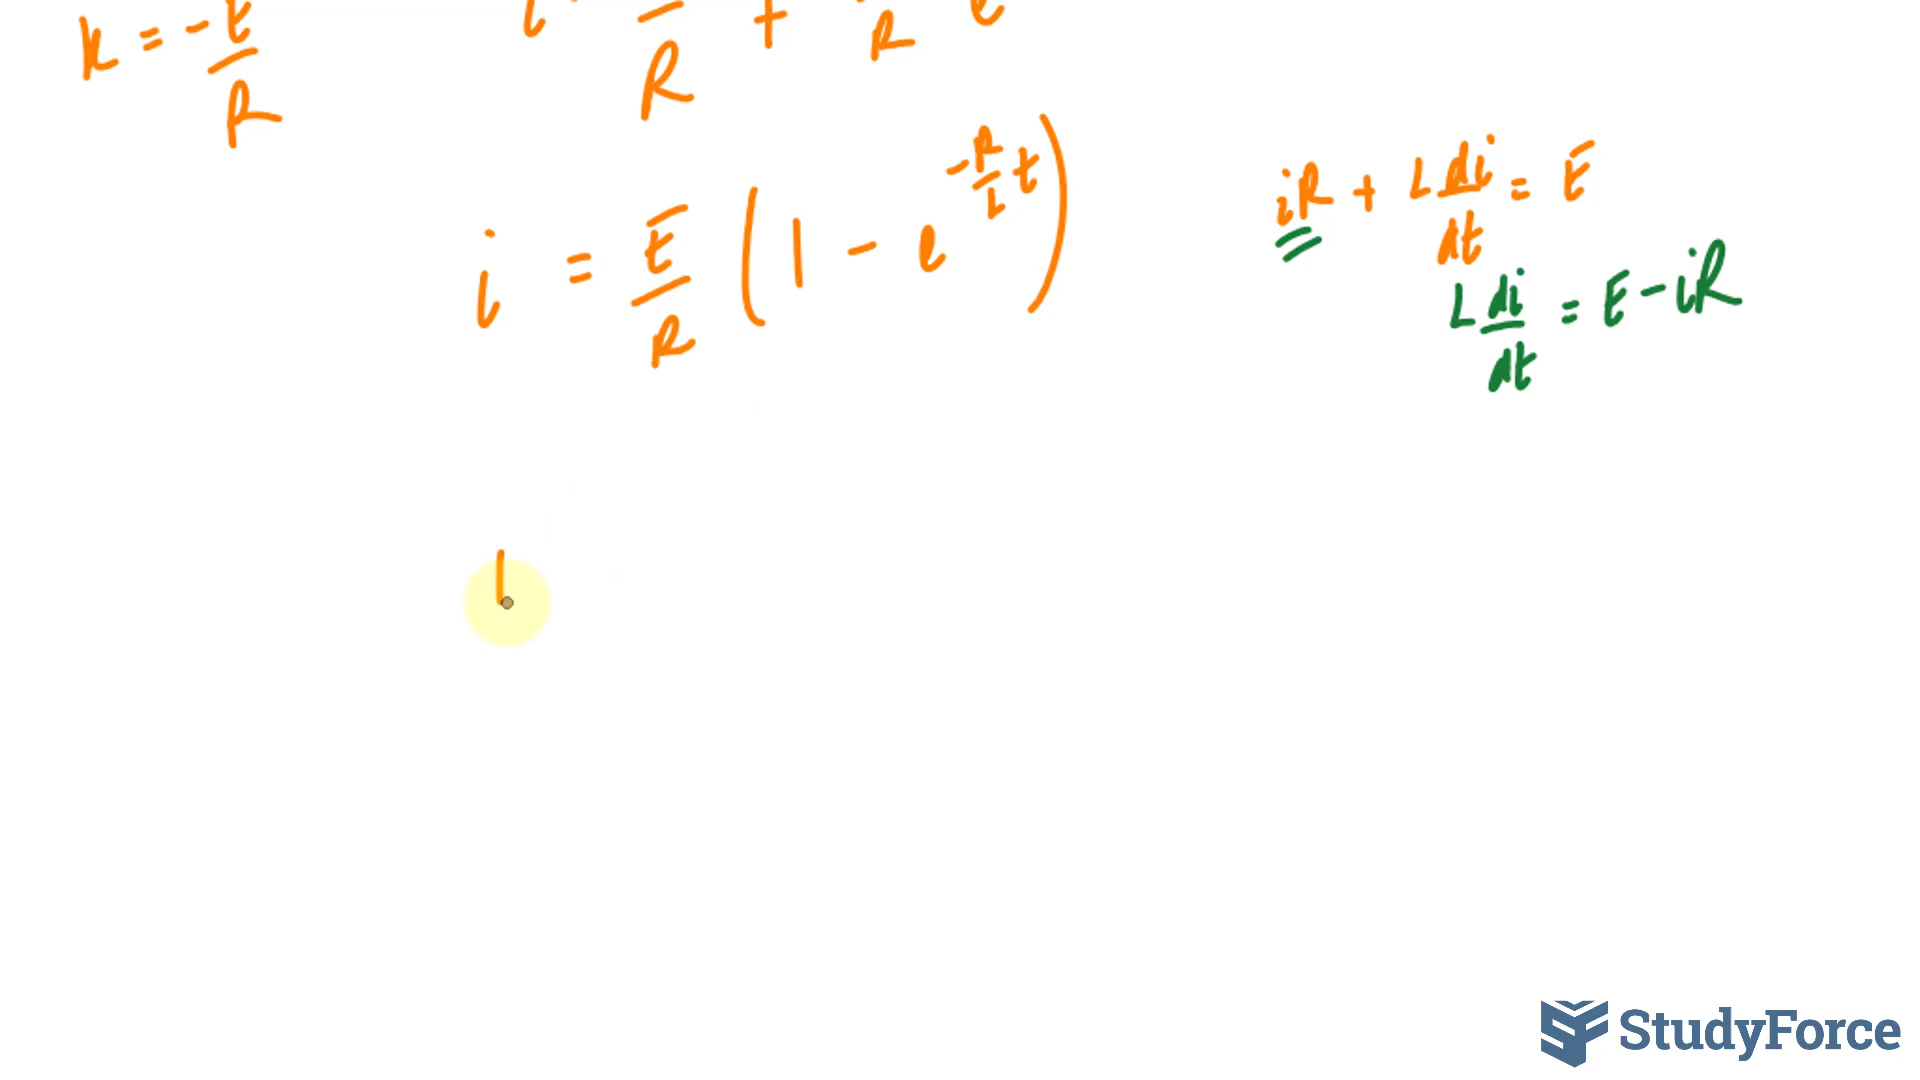 k = -E/R
i = /R + /R e
i = E/R (1 - e^(-R/L t))
iR + L di/dt = E
L di/dt = E - iR
L
StudyForce